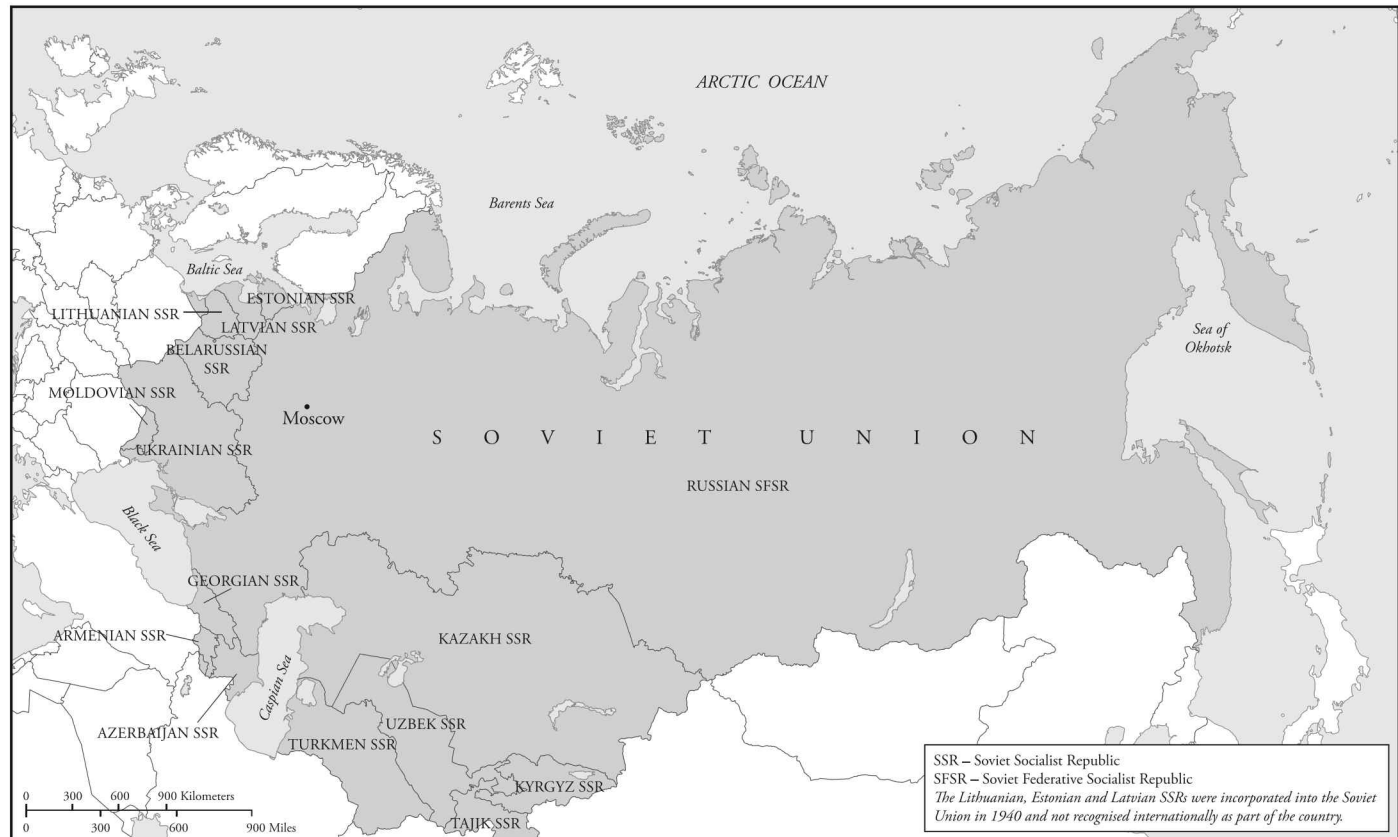 ARCTIC OCEAN
Barents Sea
Baltic Sea
ESTONIAN SSR
LITHUANIAN SSR
LATVIAN SSR
Sea of
Okhotsk
BELARUSSIAN
SSR
MOLDOVIAN SSR
Moscow
SOVIET UNION
UKRAINIAN SSR
RUSSIAN SFSR
Black Sea
GEORGIAN SSR
ARMENIAN SSR
KAZAKH SSR
Caspian Sea
AZERBAIJAN SSR
UZBEK SSR
TURKMEN SSR
KYRGYZ SSR
TAJIK SSR
0 300 600 900 Kilometers
0 300 600 900 Miles
SSR – Soviet Socialist Republic
SFSR – Soviet Federative Socialist Republic
The Lithuanian, Estonian and Latvian SSRs were incorporated into the Soviet
Union in 1940 and not recognised internationally as part of the country.